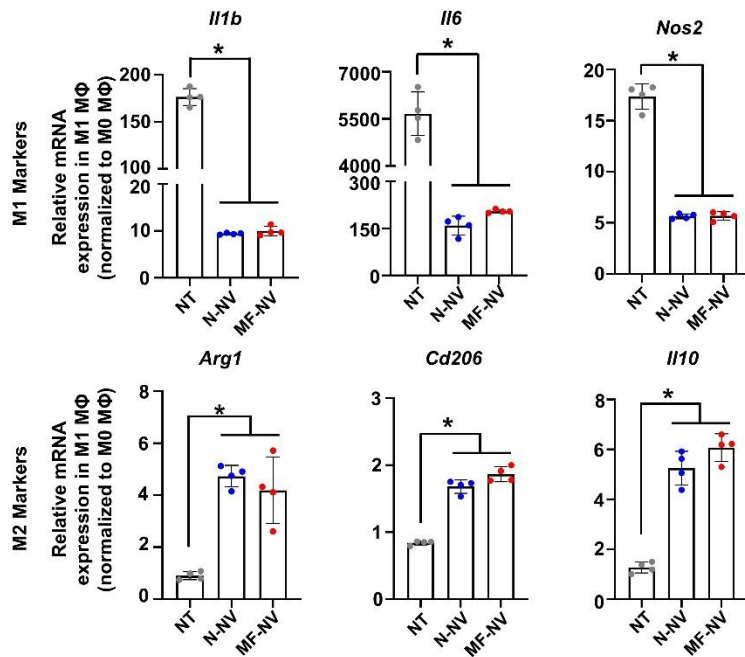 Il1b
Il6
Nos2
M1 Markers
Relative mRNA
expression in M1 MΦ
(normalized to M0 MΦ)
*
200
150
100
20
10
0
NT
N-NV
MF-NV
*
7000
5500
4000
300
150
0
NT
N-NV
MF-NV
*
20
15
10
5
0
NT
N-NV
MF-NV
Arg1
Cd206
Il10
M2 Markers
Relative mRNA
expression in M1 MΦ
(normalized to M0 MΦ)
*
8
6
4
2
0
NT
N-NV
MF-NV
*
3
2
1
0
NT
N-NV
MF-NV
*
10
8
6
4
2
0
NT
N-NV
MF-NV